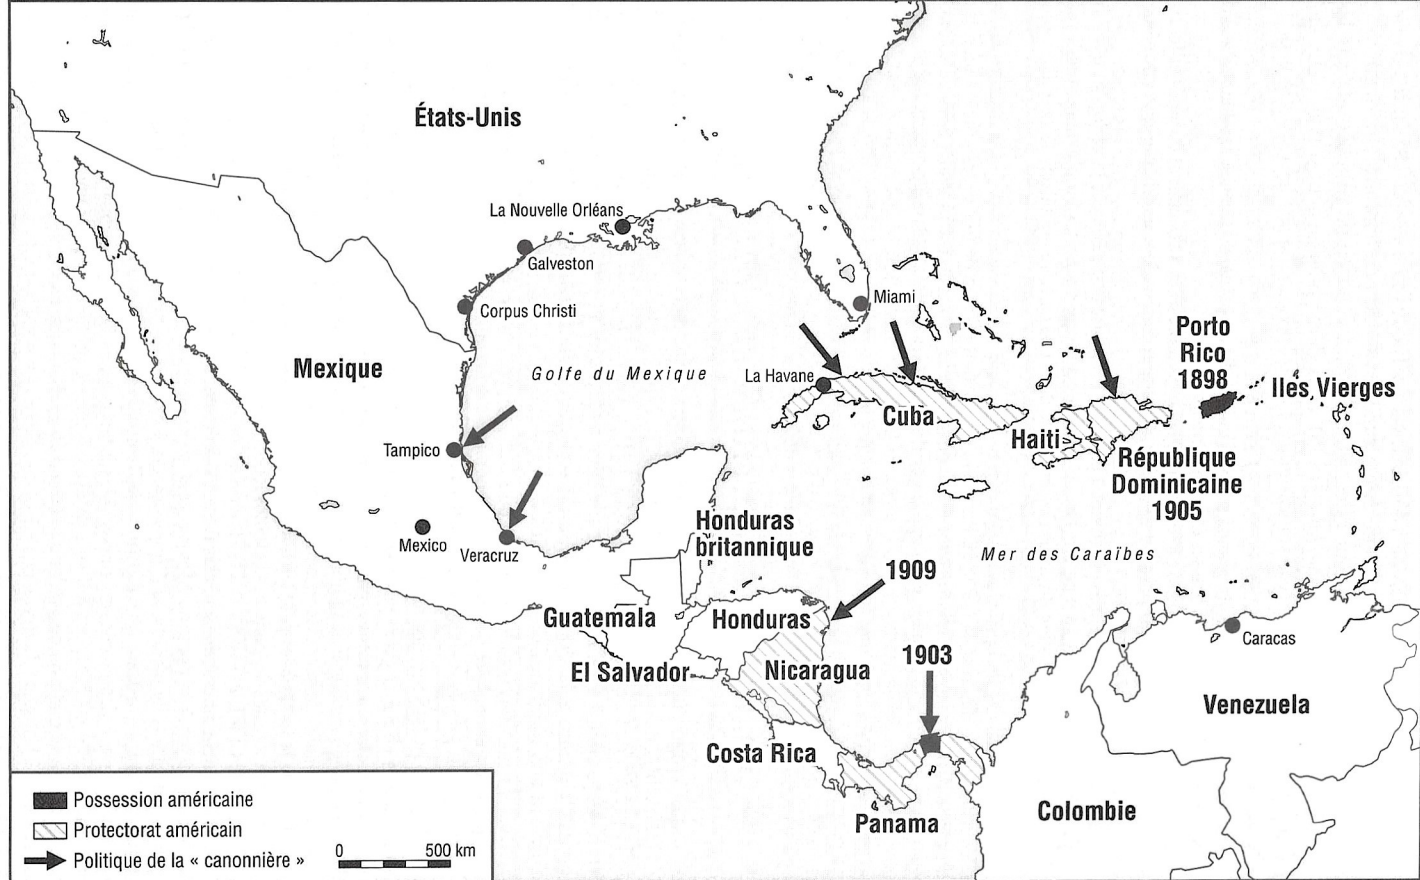 États-Unis
La Nouvelle Orléans
Galveston
Corpus Christi
Miami
Mexique
Golfe du Mexique
La Havane
Cuba
Porto
Rico
1898
Iles Vierges
Haiti
République
Dominicaine
1905
Tampico
Mexico
Veracruz
Honduras
britannique
Mer des Caraïbes
1909
Guatemala
Honduras
El Salvador
Nicaragua
1903
Caracas
Venezuela
Costa Rica
Panama
Colombie
Possession américaine
Protectorat américain
Politique de la « canonnière »
0 500 km